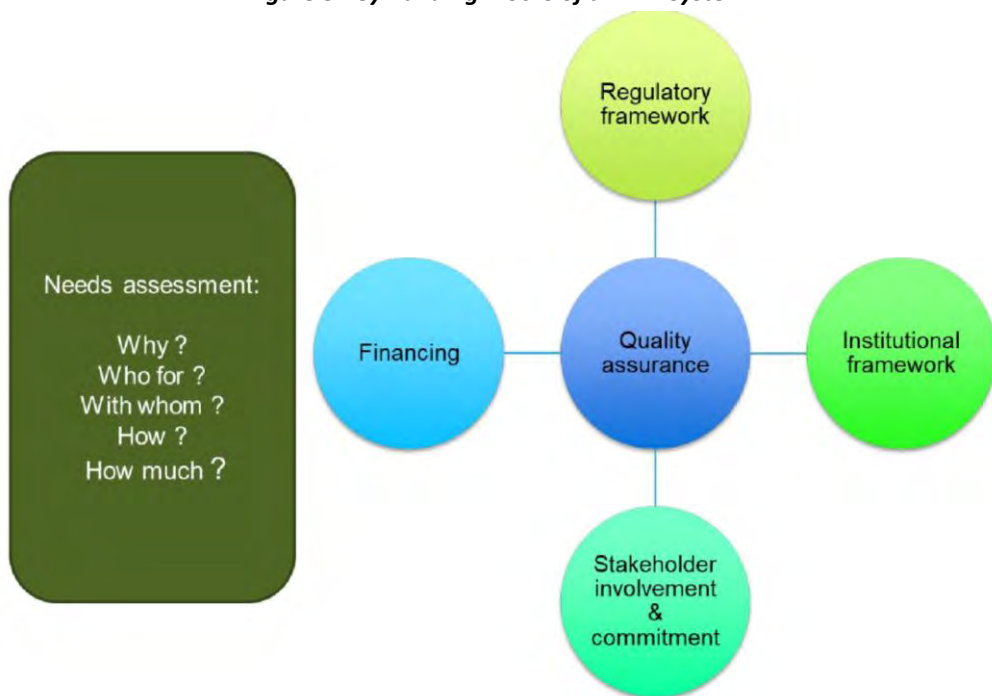 Regulatory
framework
Needs assessment:
Why ?
Who for ?
With whom ?
How ?
How much ?
Financing
Quality
assurance
Institutional
framework
Stakeholder
involvement
&
commitment